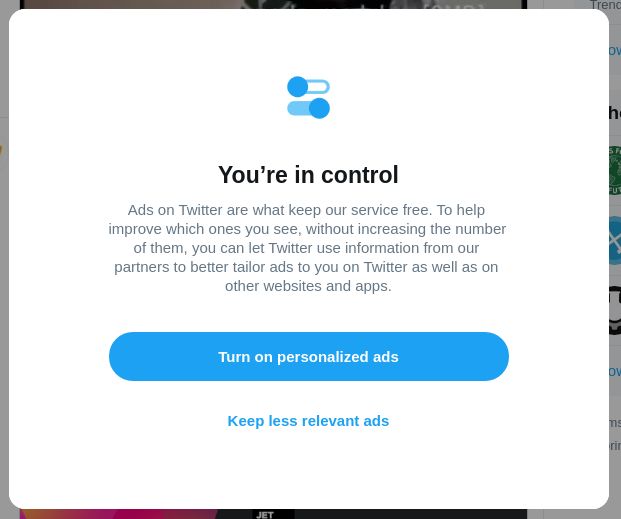 Trend
You’re in control
Ads on Twitter are what keep our service free. To help
improve which ones you see, without increasing the number
of them, you can let Twitter use information from our
partners to better tailor ads to you on Twitter as well as on
other websites and apps.
Turn on personalized ads
Keep less relevant ads
JET